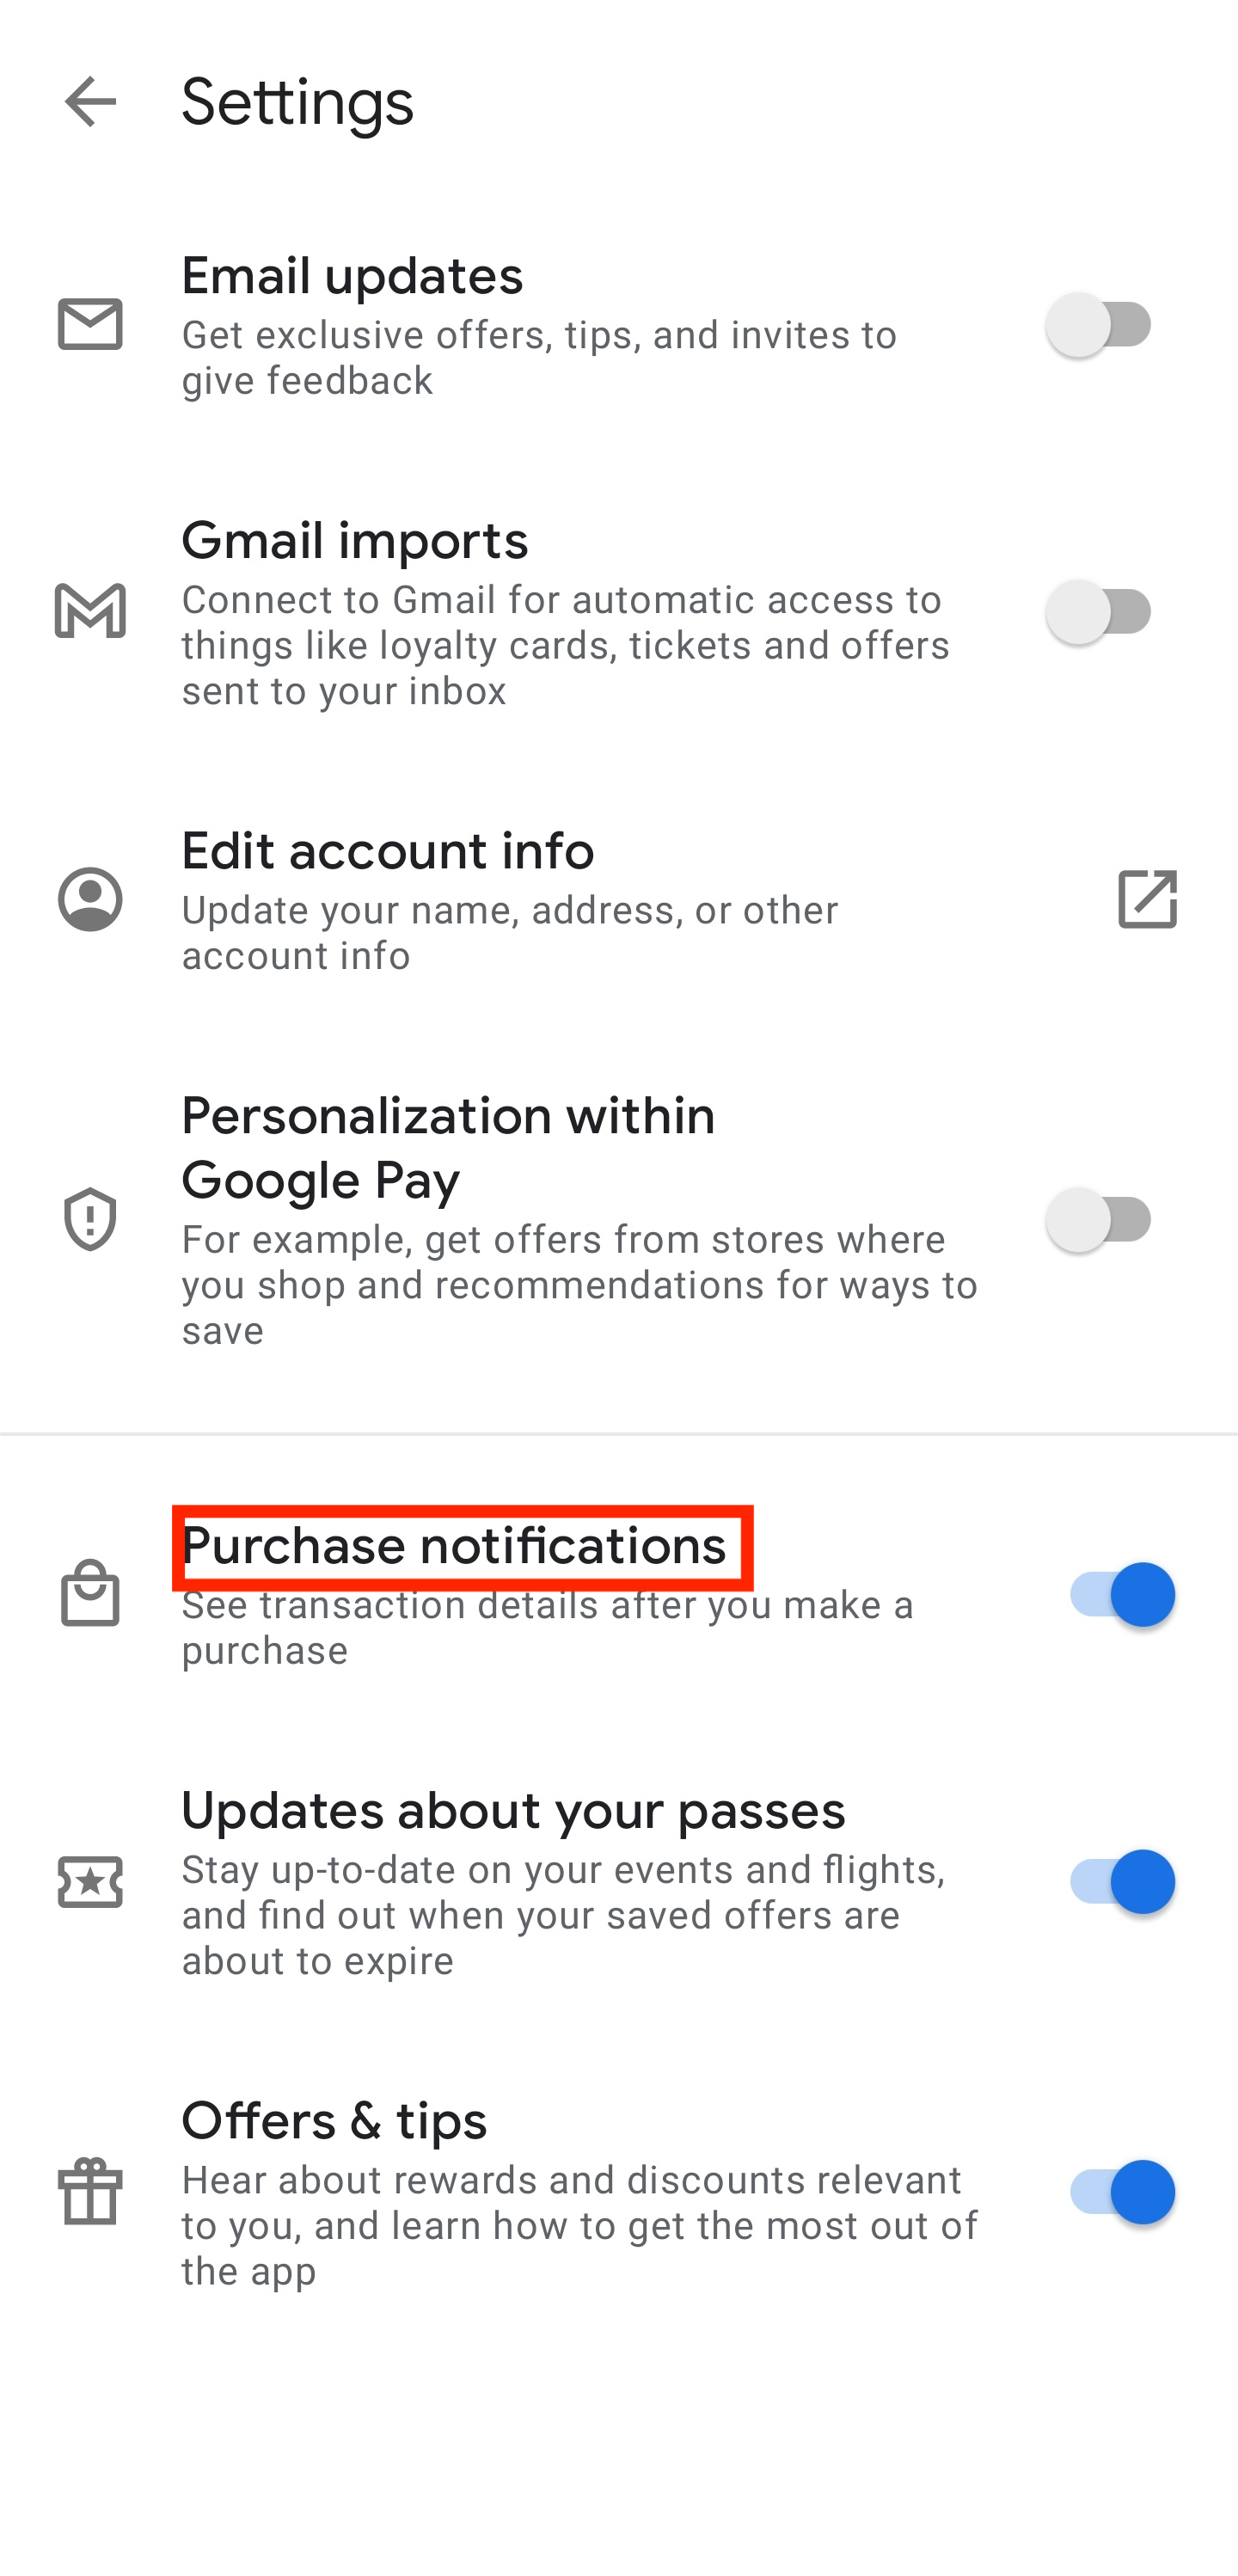 Settings
Email updates
Get exclusive offers, tips, and invites to
give feedback
Gmail imports
Connect to Gmail for automatic access to
things like loyalty cards, tickets and offers
sent to your inbox
Edit account info
Update your name, address, or other
account info
Personalization within
Google Pay
For example, get offers from stores where
you shop and recommendations for ways to
save
Purchase notifications
See transaction details after you make a
purchase
Updates about your passes
Stay up-to-date on your events and flights,
and find out when your saved offers are
about to expire
Offers & tips
Hear about rewards and discounts relevant
to you, and learn how to get the most out of
the app